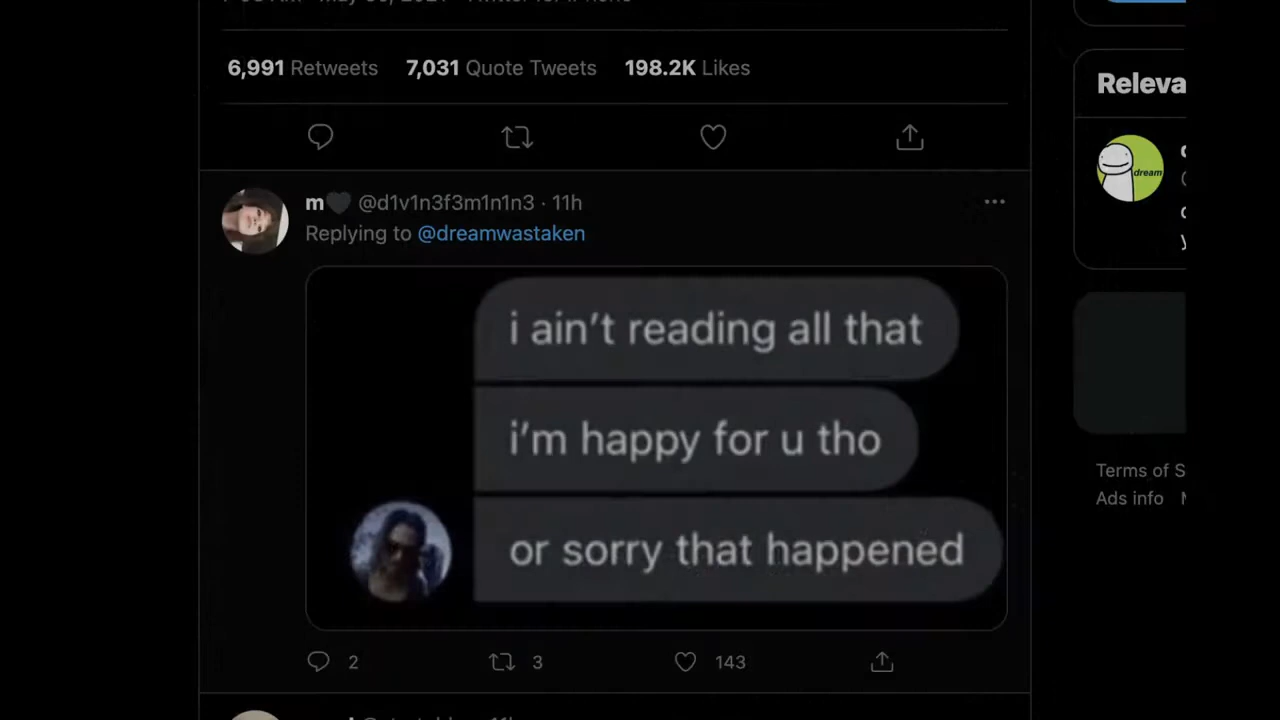 6,991 Retweets 7,031 Quote Tweets 198.2K Likes
Releva
dream
m🖤 @d1v1n3f3m1n1n3 · 11h
Replying to @dreamwastaken
i ain't reading all that
i'm happy for u tho
or sorry that happened
2 3 143
Terms of S
Ads info